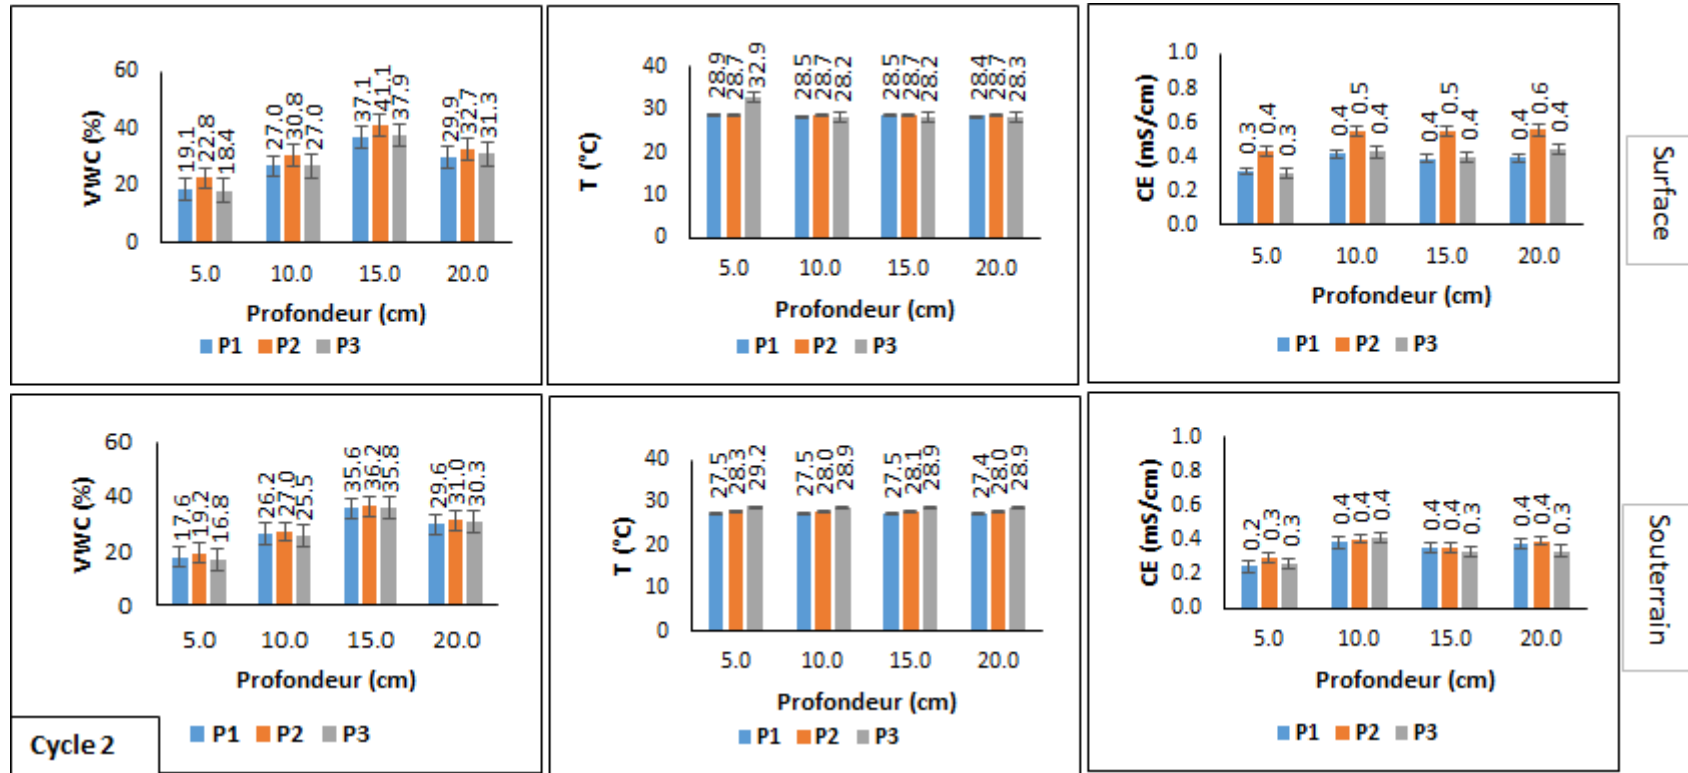 60
40
20
0
VWC (%)
19.1 22.8 18.4 27.0 30.8 27.0 37.1 41.1 37.9 29.9 32.7 31.3
5.0 10.0 15.0 20.0
Profondeur (cm)
P1 P2 P3
40
30
20
10
0
T (°C)
28.9 28.7 32.9 28.5 28.7 28.2 28.5 28.7 28.2 28.4 28.7 28.3
5.0 10.0 15.0 20.0
Profondeur (cm)
P1 P2 P3
1.0
0.8
0.6
0.4
0.2
0.0
CE (mS/cm)
0.3 0.4 0.3 0.4 0.5 0.4 0.4 0.5 0.4 0.4 0.6 0.4
5.0 10.0 15.0 20.0
Profondeur (cm)
P1 P2 P3
Surface
60
40
20
0
VWC (%)
17.6 19.2 16.8 26.2 27.0 25.5 35.6 36.2 35.8 29.6 31.0 30.3
5.0 10.0 15.0 20.0
Profondeur (cm)
P1 P2 P3
Cycle 2
40
30
20
10
0
T (°C)
27.5 28.3 29.2 27.5 28.0 28.9 27.5 28.1 28.9 27.4 28.0 28.9
5.0 10.0 15.0 20.0
Profondeur (cm)
P1 P2 P3
1.0
0.8
0.6
0.4
0.2
0.0
CE (mS/cm)
0.2 0.3 0.3 0.4 0.4 0.4 0.4 0.4 0.3 0.4 0.4 0.3
5.0 10.0 15.0 20.0
Profondeur (cm)
P1 P2 P3
Souterrain